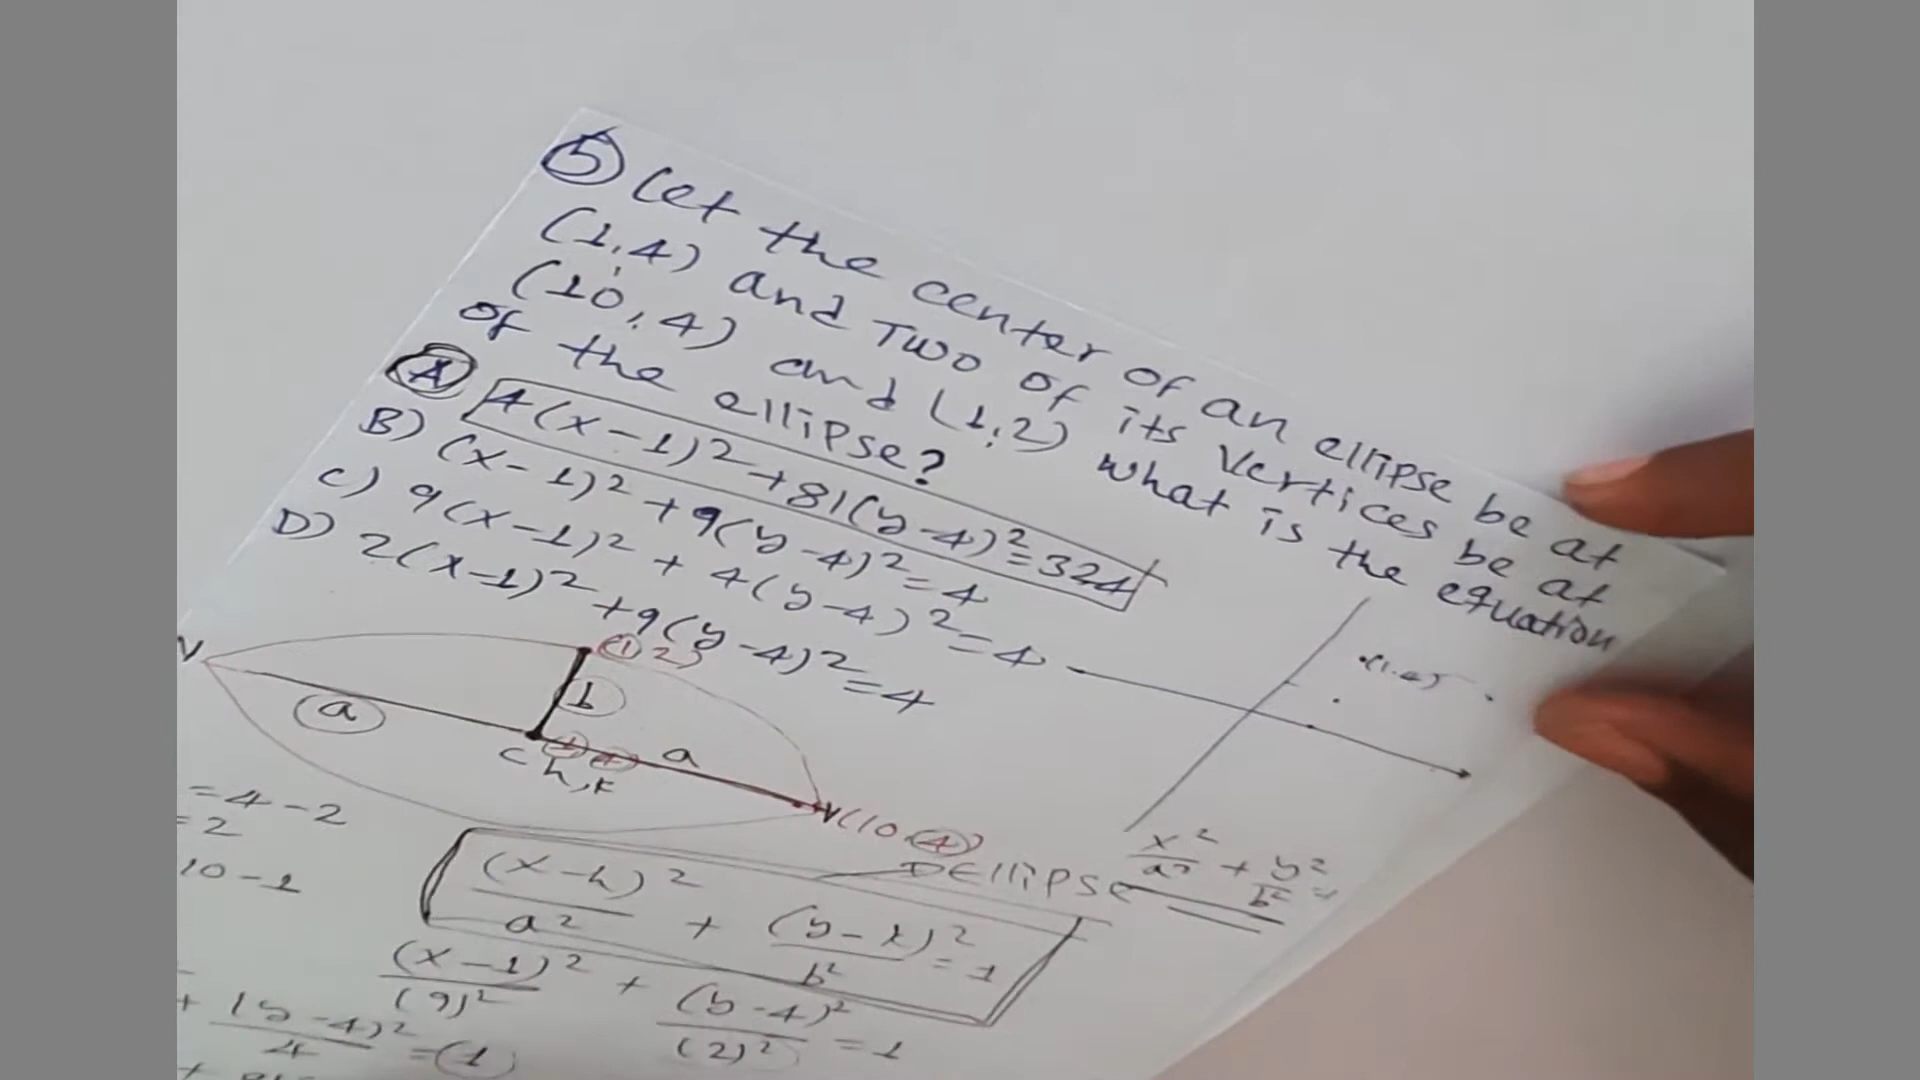 5 Let the center of an ellipse be at
(1,4) and Two of its vertices be at
(10,4) and (1,2) what is the equation
of the ellipse?
A 4(x-1)²+81(y-4)²=324
B) (x-1)²+9(y-4)²=4
C) 9(x-1)²+4(y-4)²=4
D) 2(x-1)²+9(y-4)²=4
V
(1,2)
b
a
a
C
h,k
V(10,4)
=4-2
=2
10-1
Ellipse
x²/a² + y²/b² =
(x-h)²/a² + (y-k)²/b² = 1
(x-1)²/(9)² + (y-4)²/(2)² = 1
+ (y-4)²/4 = 1